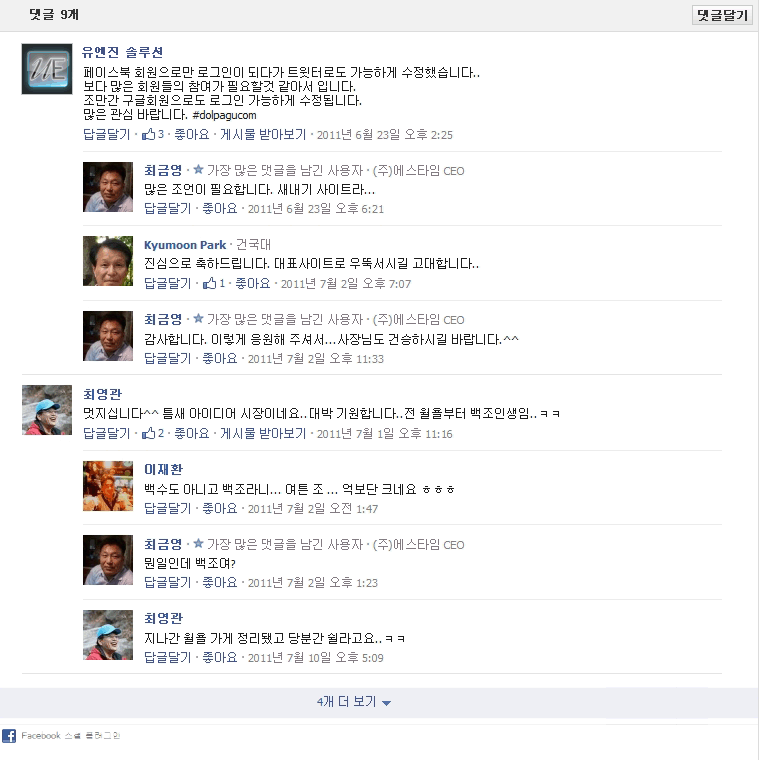 댓글 9개
댓글달기
유엔진 솔루션
페이스북 회원으로만 로그인이 되다가 트윗터로도 가능하게 수정했습니다..
보다 많은 회원들의 참여가 필요할것 같아서 입니다.
조만간 구글회원으로도 로그인 가능하게 수정됩니다.
많은 관심 바랍니다. #dolpagucom
답글달기 · 3 · 좋아요 · 게시물 받아보기 · 2011년 6월 23일 오후 2:25
최금영 · 가장 많은 댓글을 남긴 사용자 · (주)에스타임 CEO
많은 조언이 필요합니다. 새내기 사이트라...
답글달기 · 좋아요 · 2011년 6월 23일 오후 6:21
Kyumoon Park · 건국대
진심으로 축하드립니다. 대표사이트로 우뚝서시길 고대합니다..
답글달기 · 1 · 좋아요 · 2011년 7월 2일 오후 7:07
최금영 · 가장 많은 댓글을 남긴 사용자 · (주)에스타임 CEO
감사합니다. 이렇게 응원해 주셔서...사장님도 건승하시길 바랍니다.^^
답글달기 · 좋아요 · 2011년 7월 2일 오후 11:33
최영관
멋지십니다^^ 틈새 아이디어 시장이네요..대박 기원합니다..전 월욜부터 백조인생임..ㅋㅋ
답글달기 · 2 · 좋아요 · 게시물 받아보기 · 2011년 7월 1일 오후 11:16
이재환
백수도 아니고 백조라니... 여튼 조 ... 억보단 크네요 ㅎㅎㅎ
답글달기 · 좋아요 · 2011년 7월 2일 오전 1:47
최금영 · 가장 많은 댓글을 남긴 사용자 · (주)에스타임 CEO
뭔일인데 백조여?
답글달기 · 좋아요 · 2011년 7월 2일 오후 1:23
최영관
지나간 월욜 가게 정리됐고 당분간 쉴라고요..ㅋㅋ
답글달기 · 좋아요 · 2011년 7월 10일 오후 5:09
4개 더 보기
Facebook 소셜 플러그인